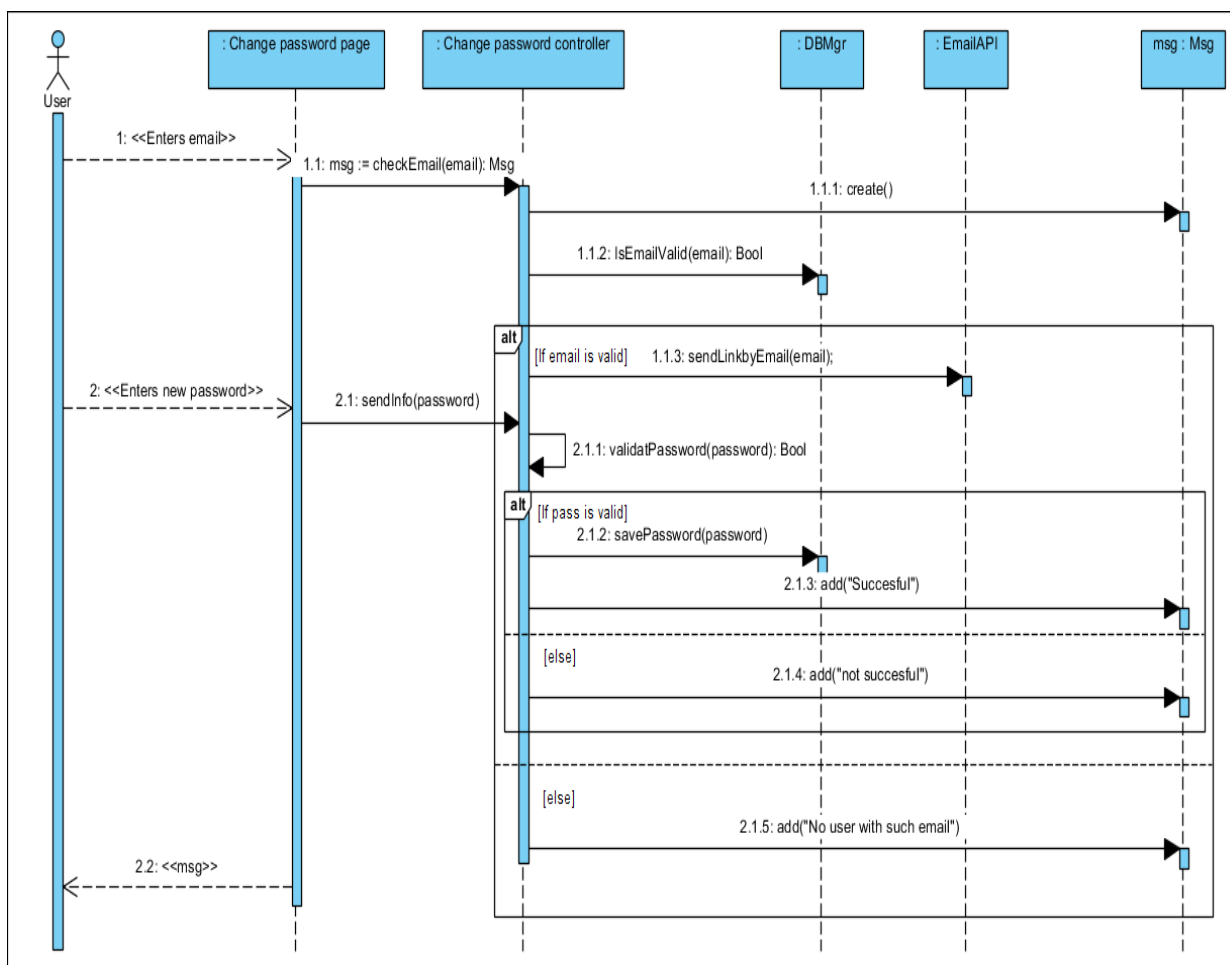 : Change password page
: Change password controller
: DBMgr
: EmailAPI
msg : Msg
User
1: <<Enters email>>
1.1: msg := checkEmail(email): Msg
1.1.1: create()
1.1.2: IsEmailValid(email): Bool
alt
[If email is valid]
1.1.3: sendLinkbyEmail(email);
2: <<Enters new password>>
2.1: sendInfo(password)
2.1.1: validatPassword(password): Bool
alt
[If pass is valid]
2.1.2: savePassword(password)
2.1.3: add("Succesful")
[else]
2.1.4: add("not succesful")
[else]
2.1.5: add("No user with such email")
2.2: <<msg>>